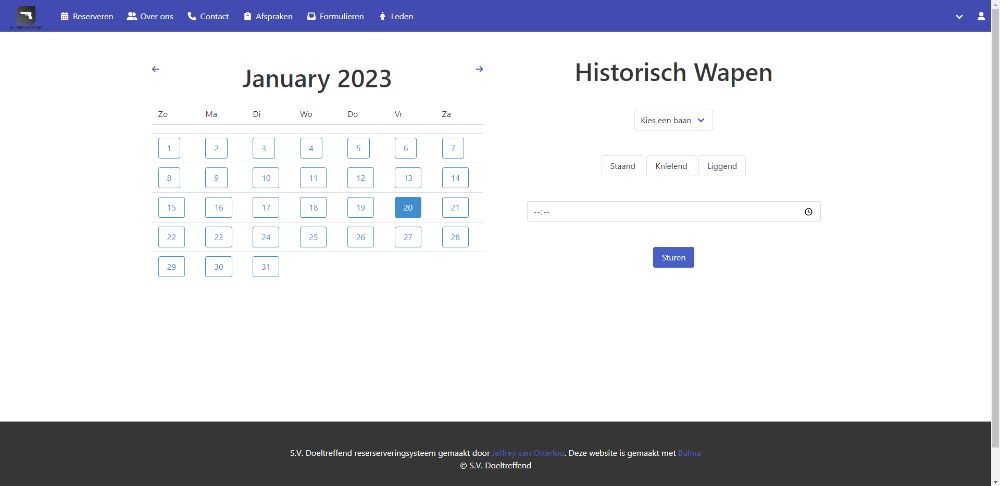 Reserveren Over ons Contact Afspraken Formulieren Leden
January 2023
Zo Ma Di Wo Do Vr Za
1 2 3 4 5 6 7
8 9 10 11 12 13 14
15 16 17 18 19 20 21
22 23 24 25 26 27 28
29 30 31
Historisch Wapen
Kies een baan
Staand Knielend Liggend
--:--
Sturen
S.V. Doeltreffend reserserveringsysteem gemaakt door Jeffrey van Otterloo. Deze website is gemaakt met Bulma
© S.V. Doeltreffend